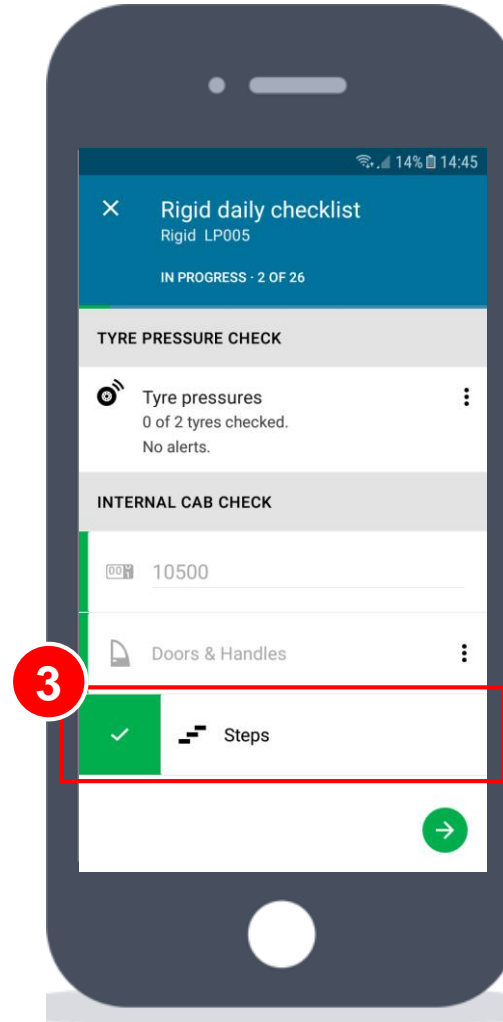 14% 14:45
Rigid daily checklist
Rigid LP005
IN PROGRESS - 2 OF 26
TYRE PRESSURE CHECK
Tyre pressures
0 of 2 tyres checked.
No alerts.
INTERNAL CAB CHECK
10500
Doors & Handles
3
Steps